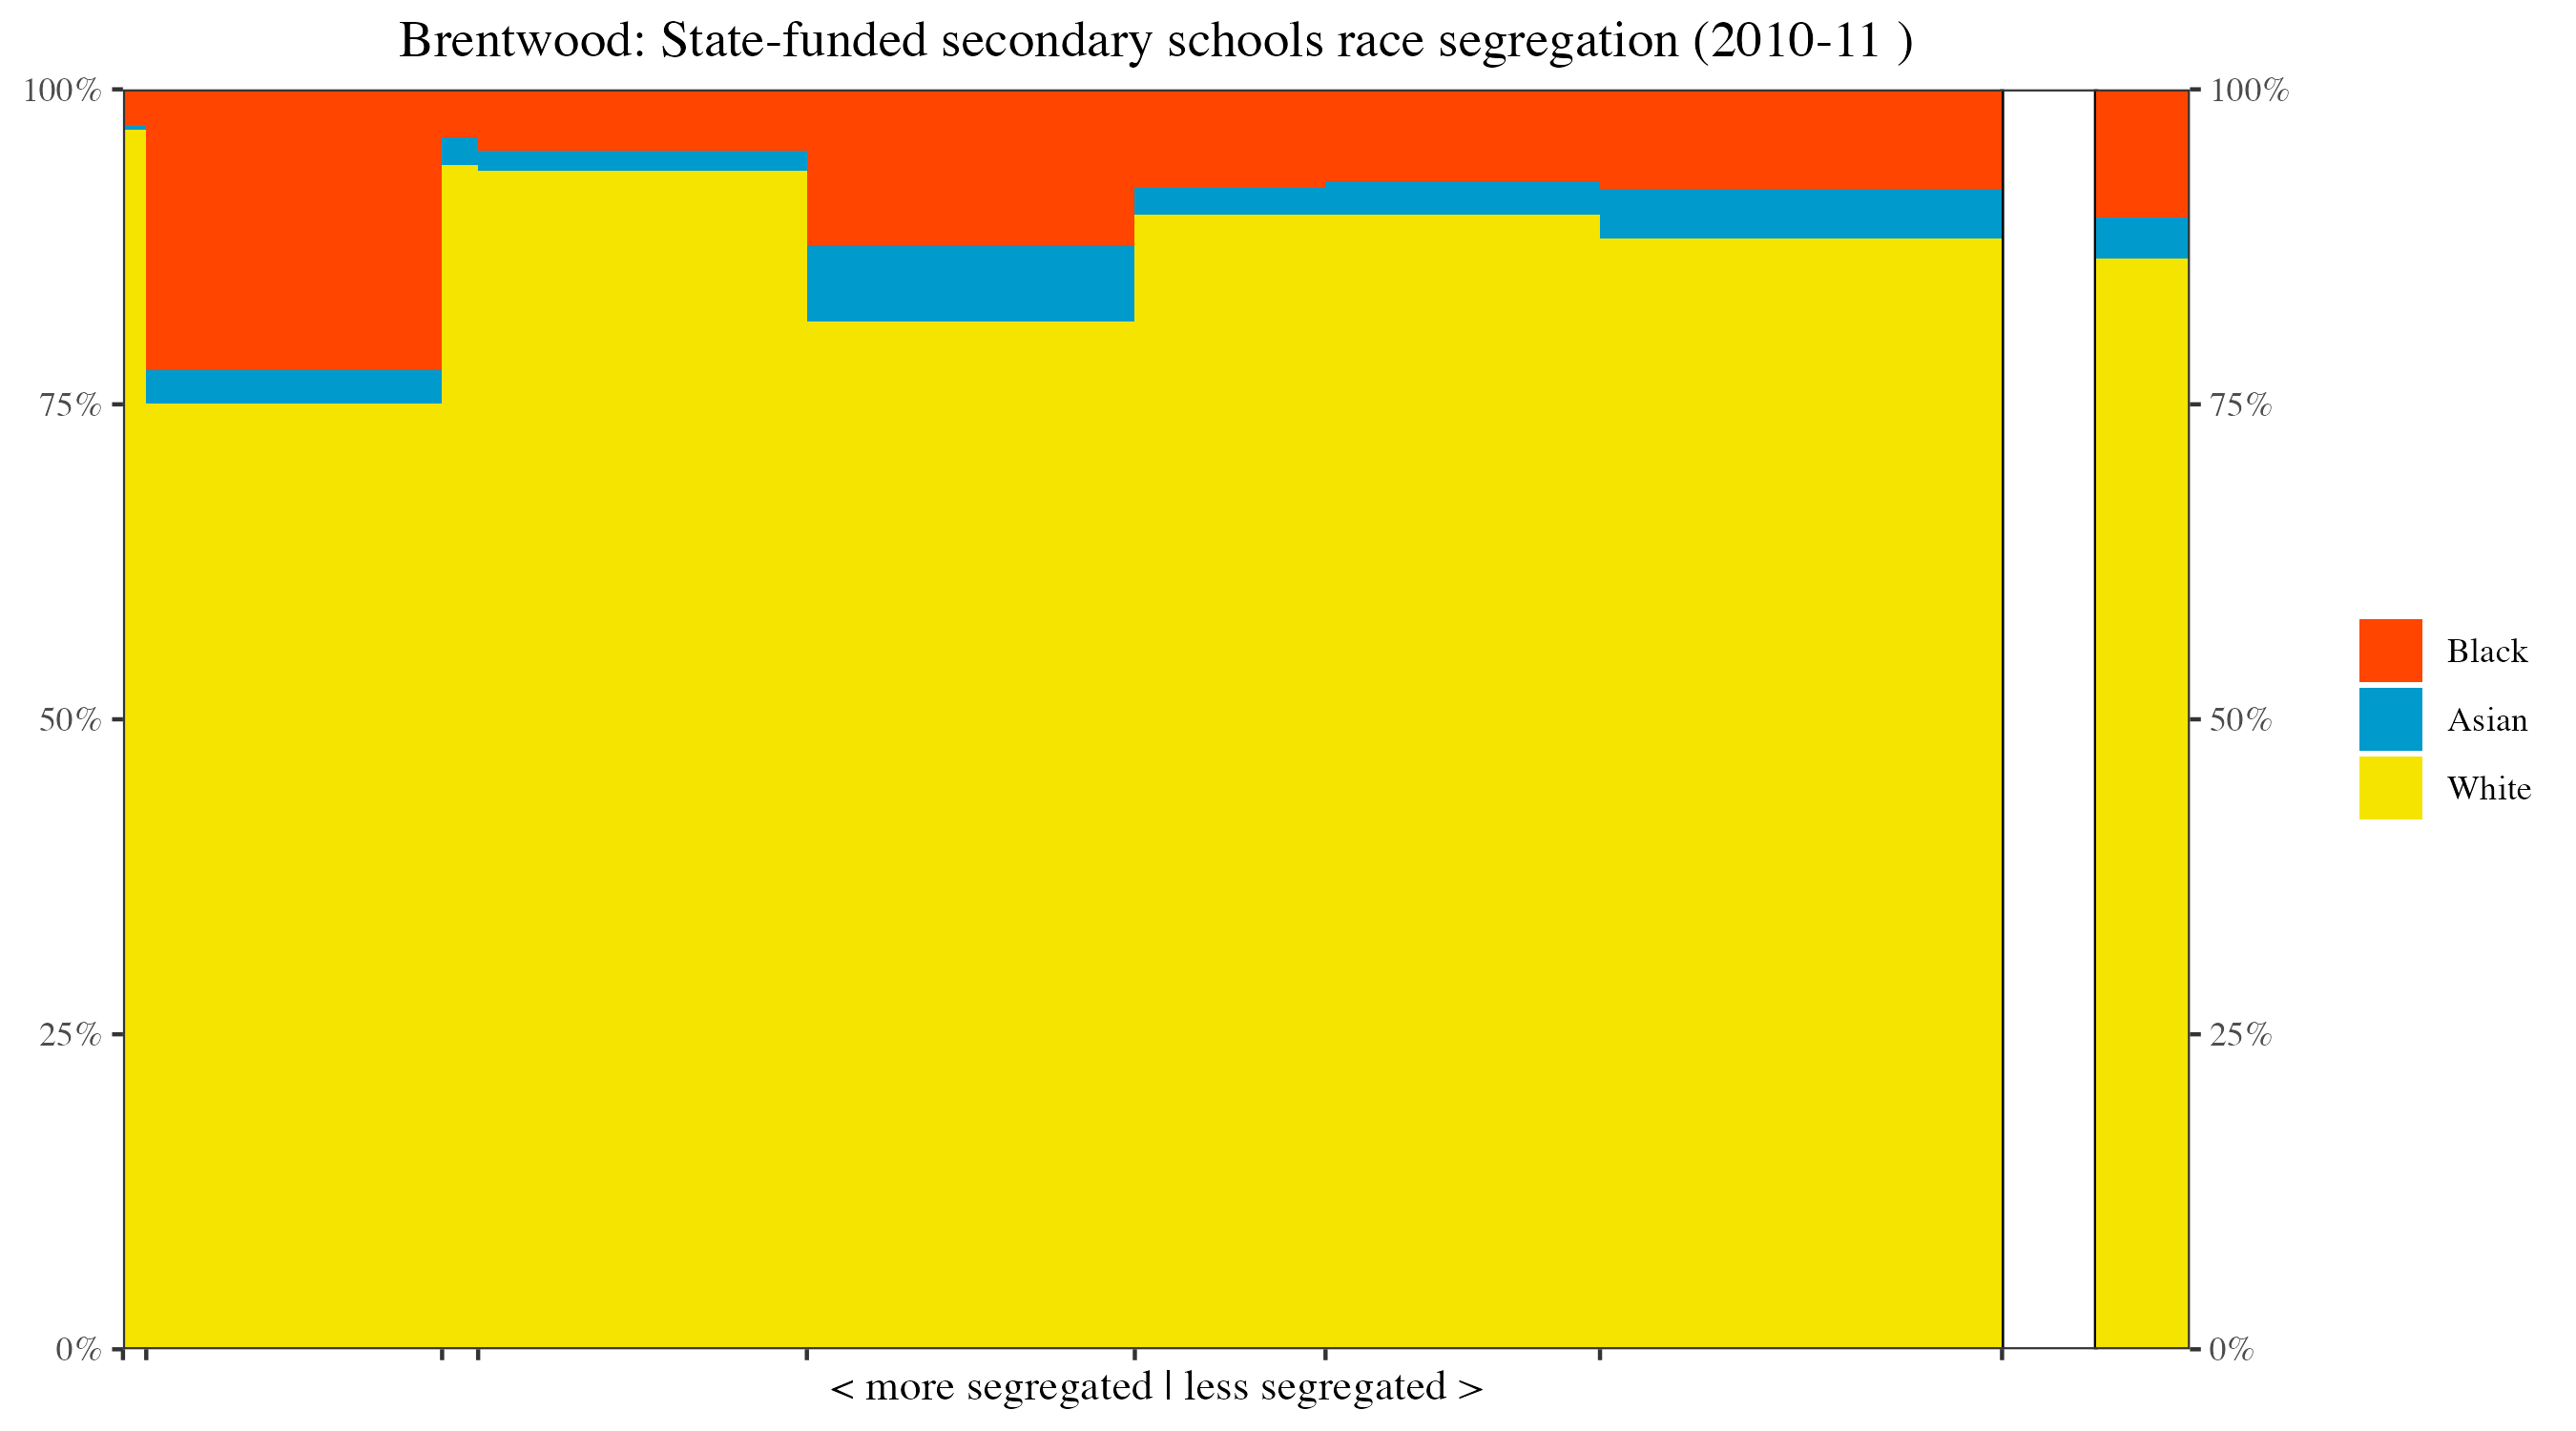 Brentwood: State-funded secondary schools race segregation (2010-11 )
100%
75%
50%
25%
0%
100%
75%
50%
25%
0%
Black
Asian
White
< more segregated | less segregated >